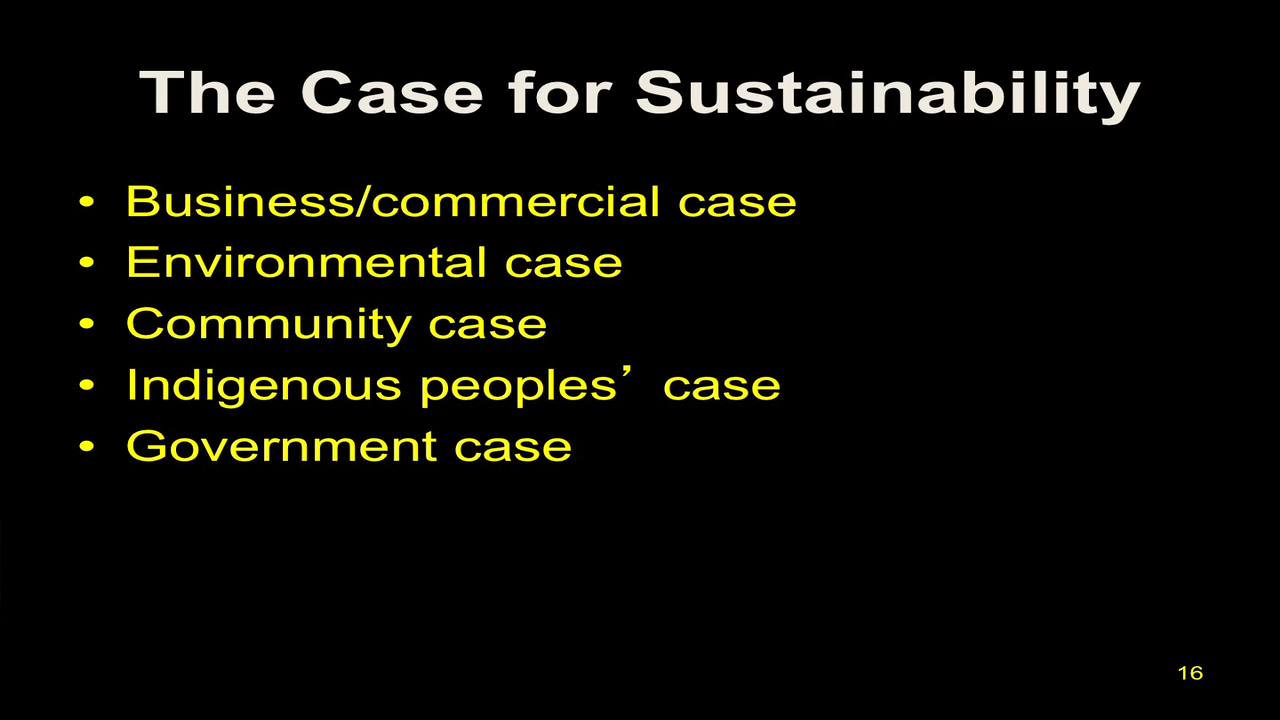 The Case for Sustainability
• Business/commercial case
• Environmental case
• Community case
• Indigenous peoples’ case
• Government case
16